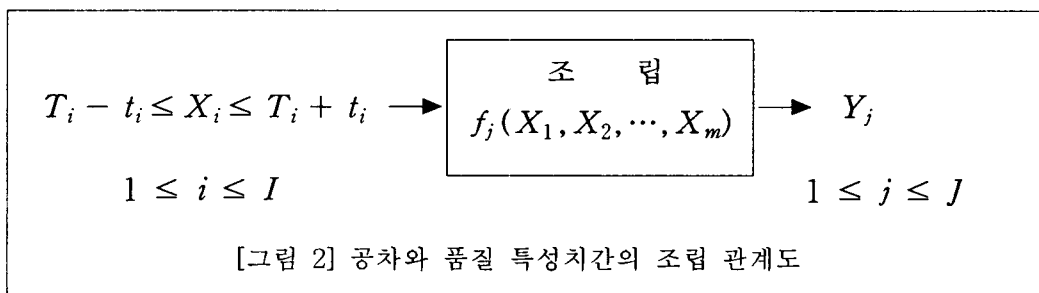 조 립
T_i - t_i ≤ X_i ≤ T_i + t_i → f_j(X_1, X_2, ⋯, X_m) → Y_j
1 ≤ i ≤ I 1 ≤ j ≤ J
[그림 2] 공차와 품질 특성치간의 조립 관계도